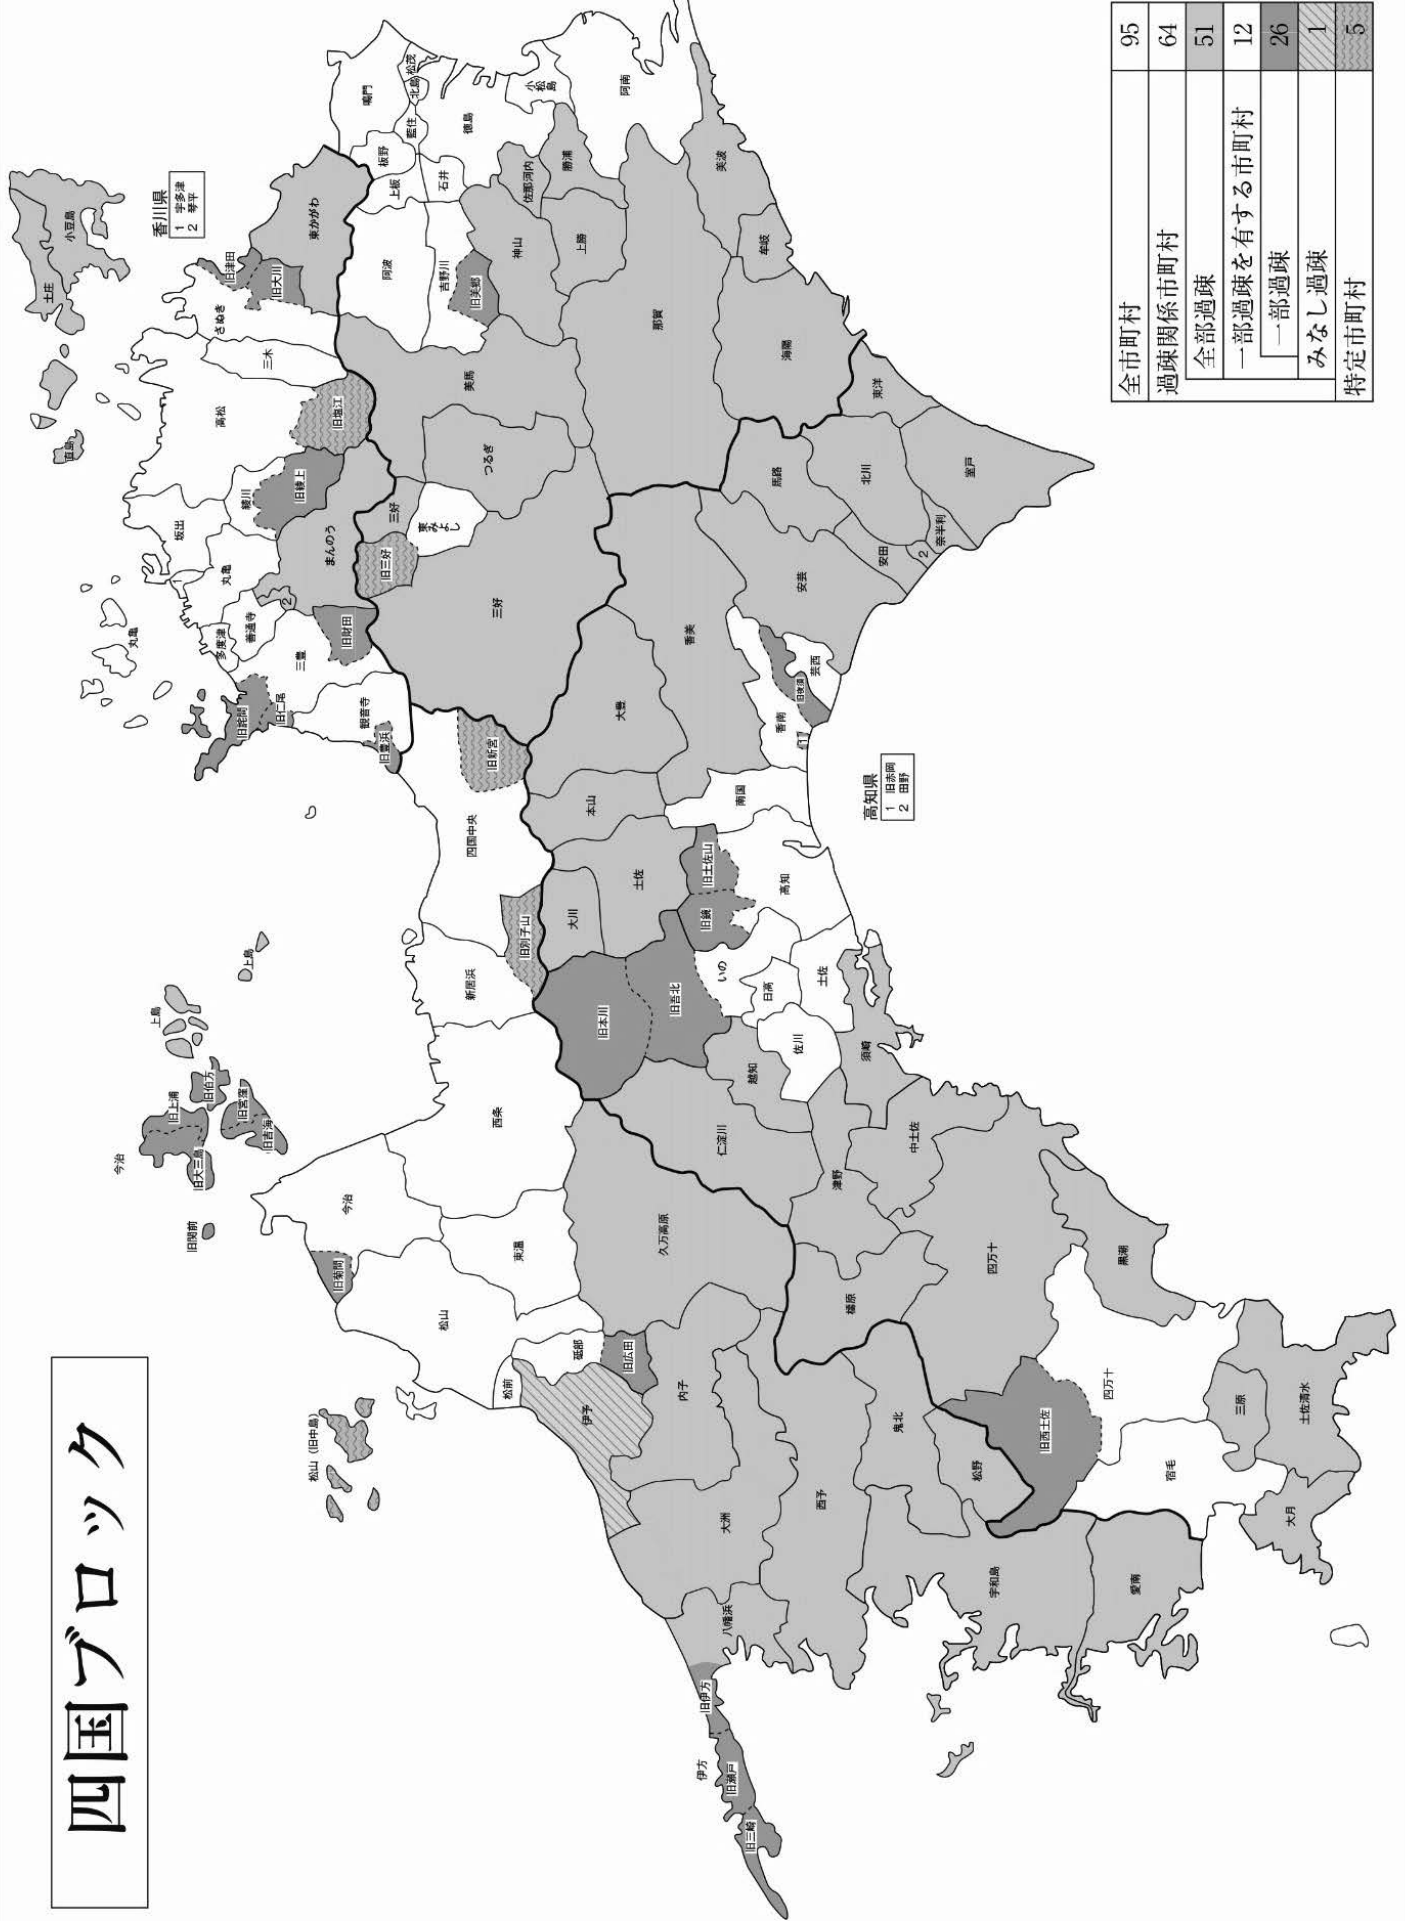 四国ブロック
香川県
1 宇多津
2 琴平
小豆島
土庄
直島
東かがわ
旧津田
旧大川
さぬき
三木
高松
旧塩江
綾川
旧綾上
坂出
丸亀
まんのう
1
2
善通寺
多度津
三豊
旧財田
旧詫間
旧仁尾
観音寺
旧豊浜
丸亀
鳴門
松茂
北島
藍住
板野
上板
徳島
石井
小松島
阿南
勝浦
佐那河内
上勝
神山
阿波
吉野川
旧美郷
美馬
つるぎ
那賀
美波
牟岐
海陽
三好
東みよし
旧三好
三好
四国中央
旧新宮
新居浜
旧別子山
西条
上島
上島
今治
旧上浦
旧伯方
旧宮窪
旧吉海
旧大三島
旧関前
今治
旧菊間
東温
松山
松山(旧中島)
久万高原
砥部
旧広田
松前
伊予
内子
大洲
西予
鬼北
松野
宇和島
愛南
八幡浜
伊方
旧伊方
旧瀬戸
旧三崎
高知県
1 旧赤岡
2 田野
東洋
室戸
北川
馬路
奈半利
2
安田
安芸
芸西
香南
旧夜須
1
香美
大豊
南国
本山
土佐
大川
旧土佐山
旧鏡
高知
旧本川
旧吾北
いの
日高
土佐
佐川
越知
須崎
仁淀川
津野
中土佐
檮原
四万十
黒潮
四万十
旧西土佐
三原
土佐清水
宿毛
大月
全市町村 95
過疎関係市町村 64
全部過疎 51
一部過疎を有する市町村 12
一部過疎 26
みなし過疎 1
特定市町村 5